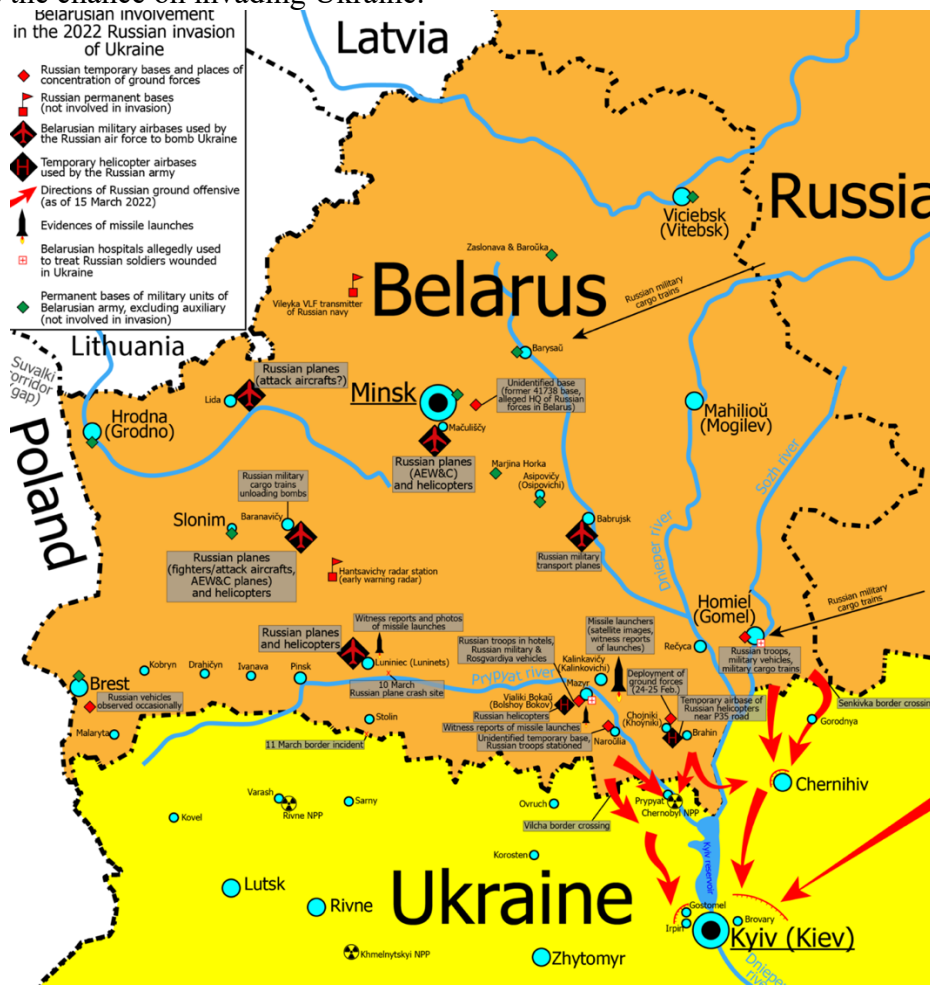 the chance on invading Ukraine.
Belarusian involvement
in the 2022 Russian invasion
of Ukraine
Russian temporary bases and places of
concentration of ground forces
Russian permanent bases
(not involved in invasion)
Belarusian military airbases used by
the Russian air force to bomb Ukraine
Temporary helicopter airbases
used by the Russian army
Directions of Russian ground offensive
(as of 15 March 2022)
Evidences of missile launches
Belarusian hospitals allegedly used
to treat Russian soldiers wounded
in Ukraine
Permanent bases of military units of
Belarusian army, excluding auxiliary
(not involved in invasion)
Latvia
Russia
Viciebsk
(Vitebsk)
Zaslonava & Baroŭka
Belarus
Vileyka VLF transmitter
of Russian navy
Russian military
cargo trains
Lithuania
Suvalki
corridor
(gap)
Barysaŭ
Russian planes
(attack aircrafts?)
Lida
Minsk
Unidentified base
(former 41738 base,
alleged HQ of Russian
forces in Belarus)
Mahilioŭ
(Mogilev)
Hrodna
(Grodno)
Mačuliščy
Poland
Russian planes
(AEW&C)
and helicopters
Marjina Horka
Asipovičy
(Osipovichi)
Sozh river
Russian military
cargo trains
unloading bombs
Slonim
Baranavičy
Babrujsk
Dnieper river
Russian planes
(fighters/attack aircrafts,
AEW&C planes)
and helicopters
Russian military
transport planes
Hantsavichy radar station
(early warning radar)
Homiel
(Gomel)
Russian military
cargo trains
Witness reports and photos
of missile launches
Russian planes
and helicopters
Russian troops in hotels,
Russian military &
Rosgvardiya vehicles
Missile launchers
(satellite images,
witness reports
of launches)
Rečyca
Russian troops,
military vehicles,
military cargo trains
Kobryn
Drahičyn
Ivanava
Pinsk
Luniniec (Luninets)
Prypyat river
Kalinkavičy
(Kalinkovichi)
Mazyr
Deployment of
ground forces
(24-25 Feb.)
Brest
10 March
Russian plane crash site
Vialiki Bokaŭ
(Bolshoy Bokov)
Temporary airbase of
Russian helicopters
near P35 road
Senkivka border crossing
Russian vehicles
observed occasionally
Stolin
Russian helicopters
Chojniki
(Khoyniki)
Gorodnya
Malaryta
Witness reports of missile launches
Brahin
11 March border incident
Unidentified temporary base,
Russian troops stationed
Naroŭlia
Chernihiv
Varash
Rivne NPP
Sarny
Ovruch
Prypyat
Chernobyl NPP
Kovel
Vilcha border crossing
Korosten
Kyiv reservoir
Lutsk
Rivne
Ukraine
Gostomel
Irpin
Brovary
Kyiv (Kiev)
Khmelnytskyi NPP
Zhytomyr
Dnieper
river